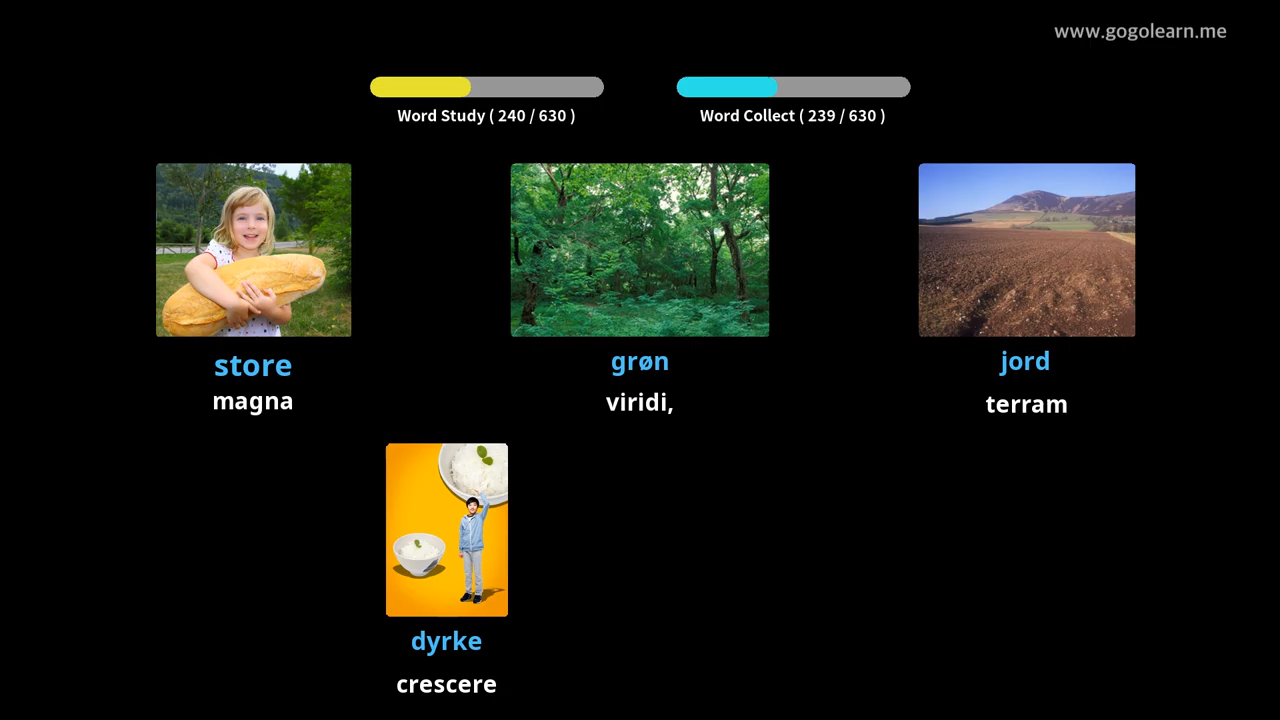 www.gogolearn.me
Word Study ( 240 / 630 )
Word Collect ( 239 / 630 )
store
magna
grøn
viridi,
jord
terram
dyrke
crescere